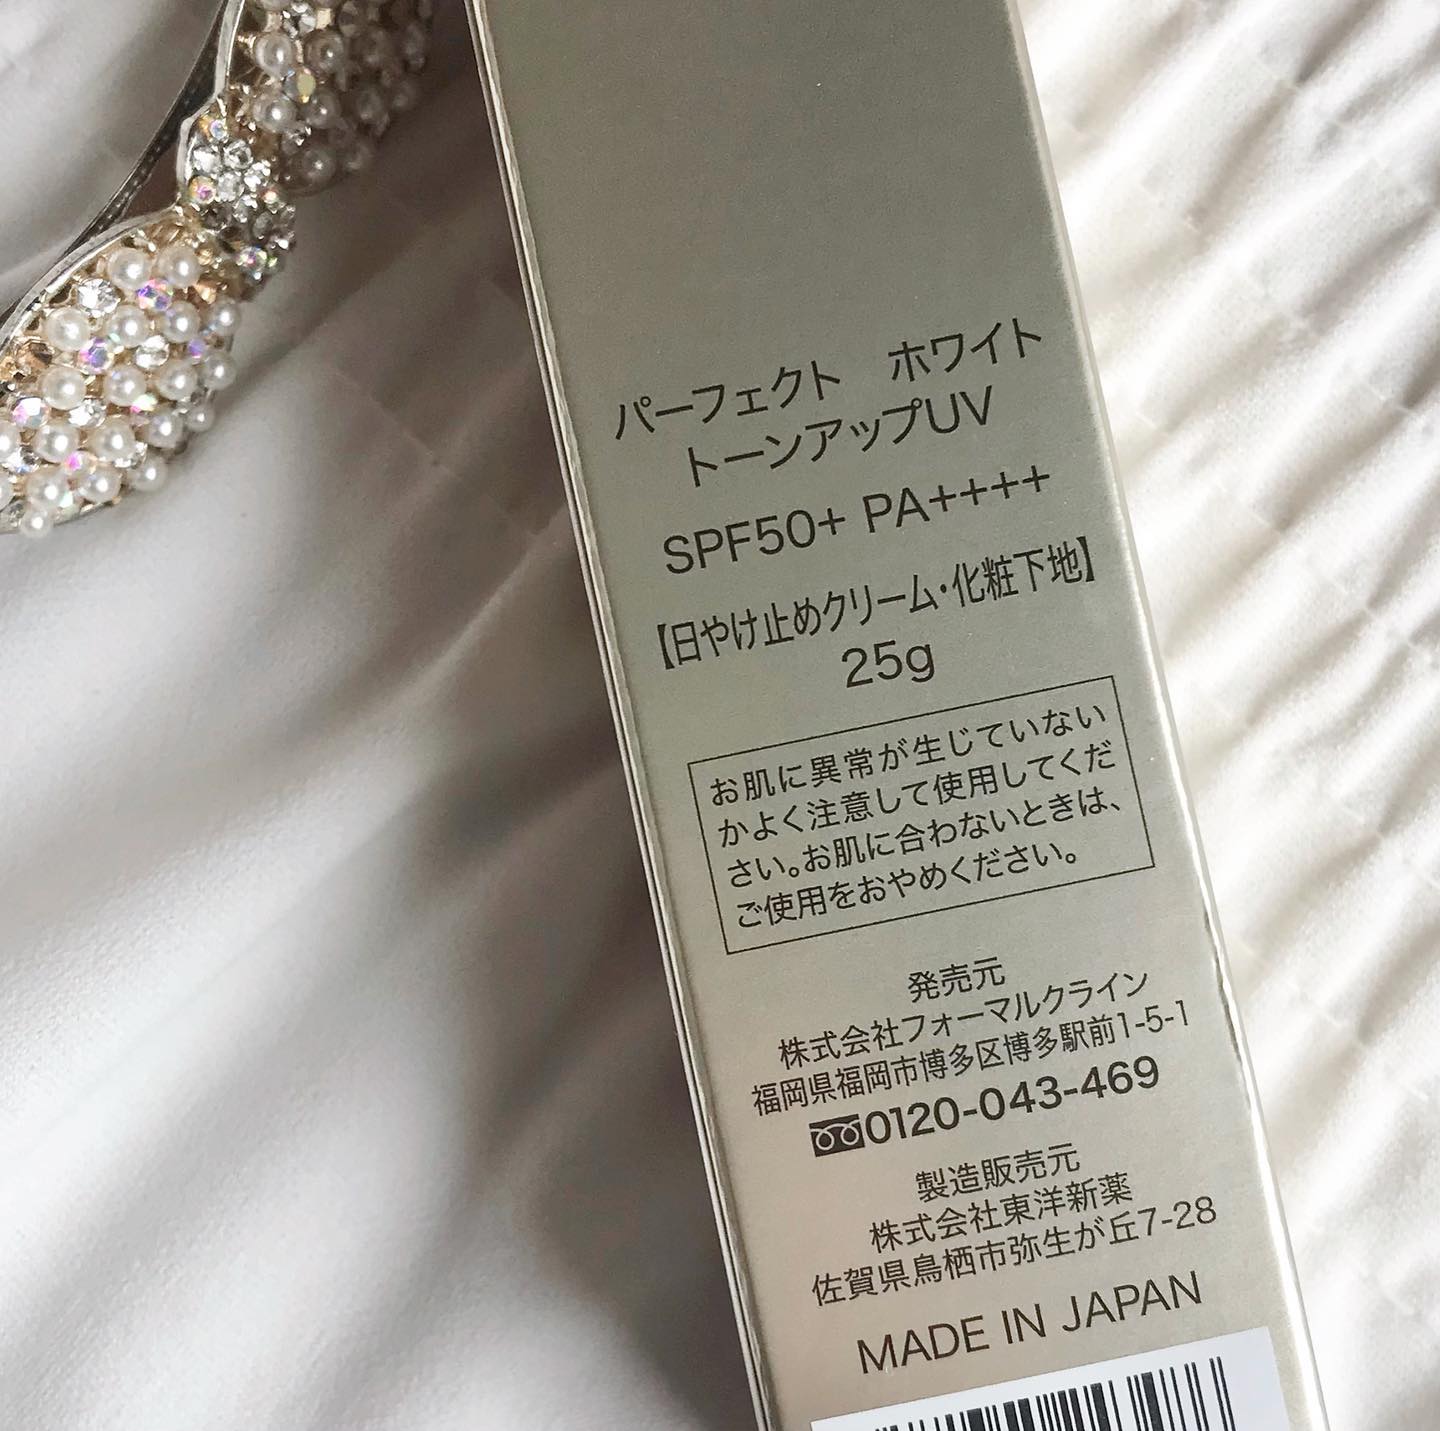 パーフェクト　ホワイト
トーンアップUV
SPF50+ PA++++
【日やけ止めクリーム・化粧下地】
25g
お肌に異常が生じていない
かよく注意して使用してくだ
さい。お肌に合わないときは、
ご使用をおやめください。
発売元
株式会社フォーマルクライン
福岡県福岡市博多区博多駅前1-5-1
0120-043-469
製造販売元
株式会社東洋新薬
佐賀県鳥栖市弥生が丘7-28
MADE IN JAPAN